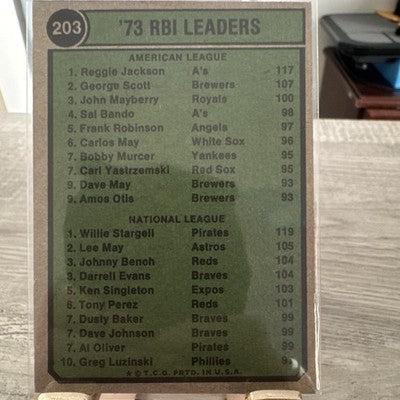 203 '73 RBI LEADERS
AMERICAN LEAGUE
1. Reggie Jackson A's 117
2. George Scott Brewers 107
3. John Mayberry Royals 100
4. Sal Bando A's 98
5. Frank Robinson Angels 97
6. Carlos May White Sox 96
7. Bobby Murcer Yankees 95
7. Carl Yastrzemski Red Sox 95
9. Dave May Brewers 93
9. Amos Otis Brewers 93
NATIONAL LEAGUE
1. Willie Stargell Pirates 119
2. Lee May Astros 105
3. Johnny Bench Reds 104
3. Darrell Evans Braves 104
5. Ken Singleton Expos 103
6. Tony Perez Reds 101
7. Dusty Baker Braves 99
7. Dave Johnson Braves 99
7. Al Oliver Pirates 99
10. Greg Luzinski Phillies
★ © T.C.G. PRTD. IN U.S.A.